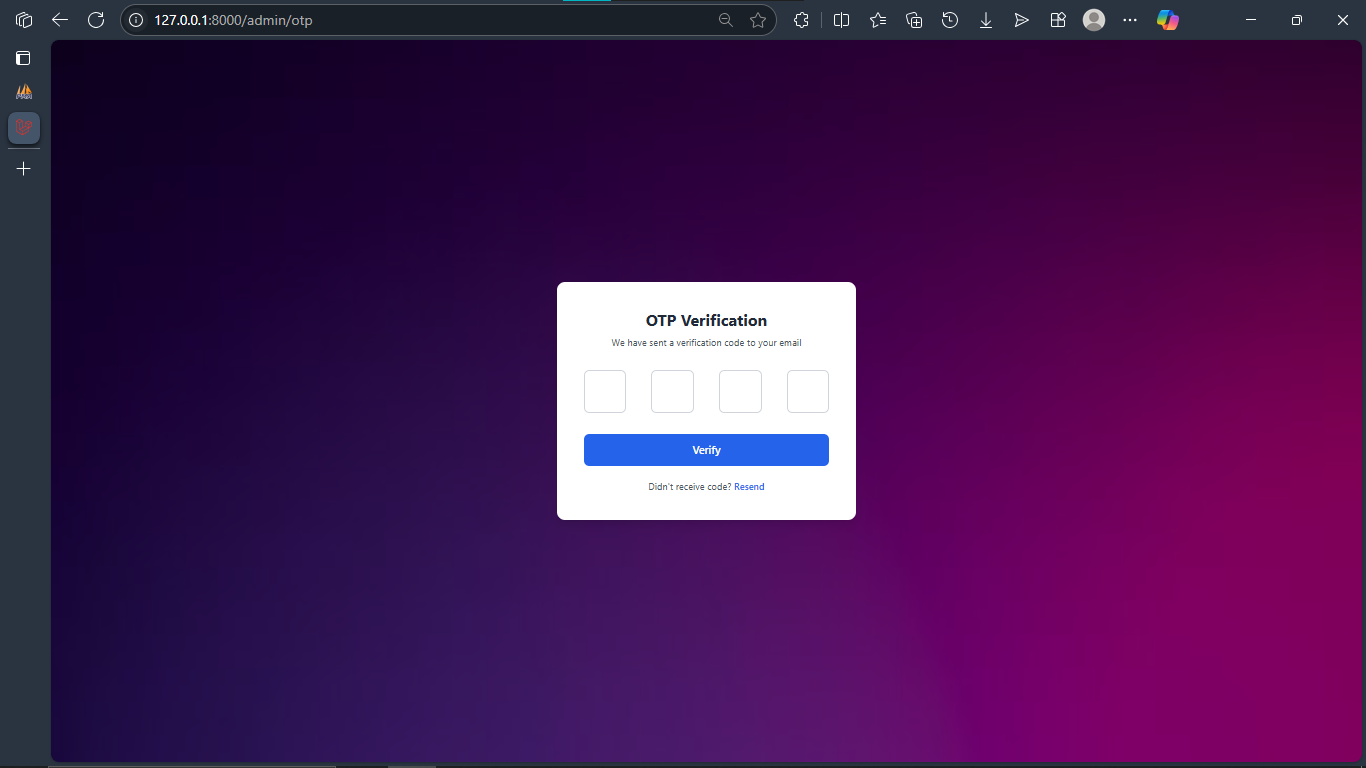 127.0.0.1:8000/admin/otp
OTP Verification
We have sent a verification code to your email
Verify
Didn't receive code? Resend